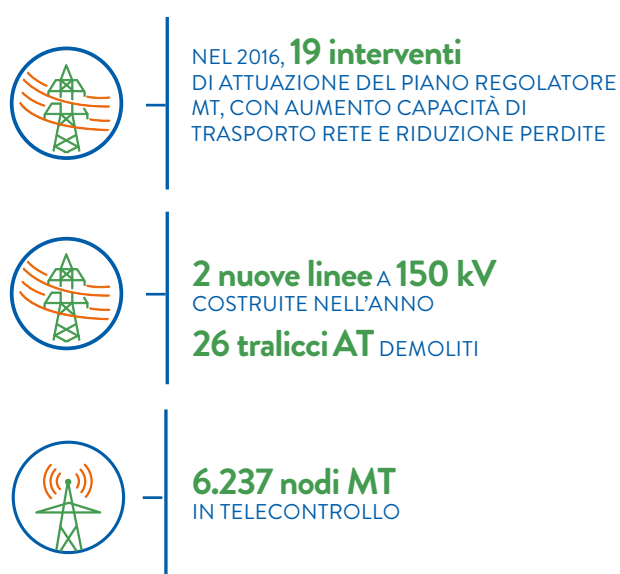 NEL 2016, 19 interventi
DI ATTUAZIONE DEL PIANO REGOLATORE
MT, CON AUMENTO CAPACITÀ DI
TRASPORTO RETE E RIDUZIONE PERDITE
2 nuove linee A 150 kV
COSTRUITE NELL'ANNO
26 tralicci AT DEMOLITI
6.237 nodi MT
IN TELECONTROLLO